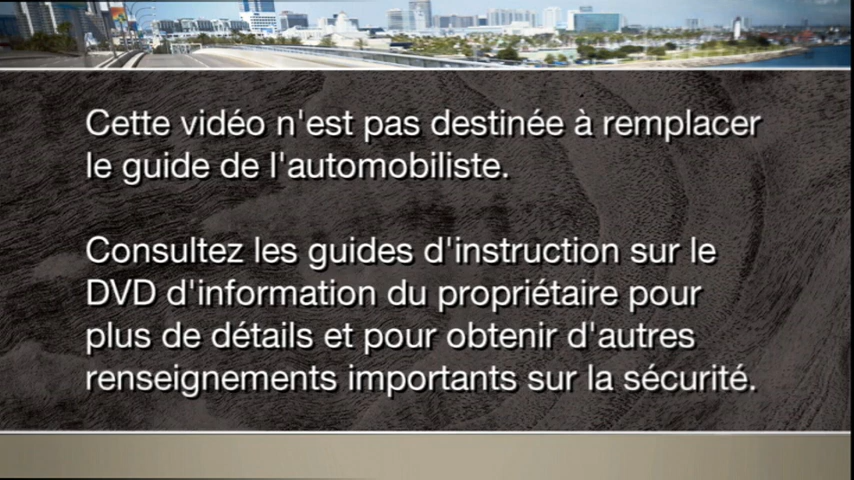 Cette vidéo n'est pas destinée à remplacer
le guide de l'automobiliste.
Consultez les guides d'instruction sur le
DVD d'information du propriétaire pour
plus de détails et pour obtenir d'autres
renseignements importants sur la sécurité.